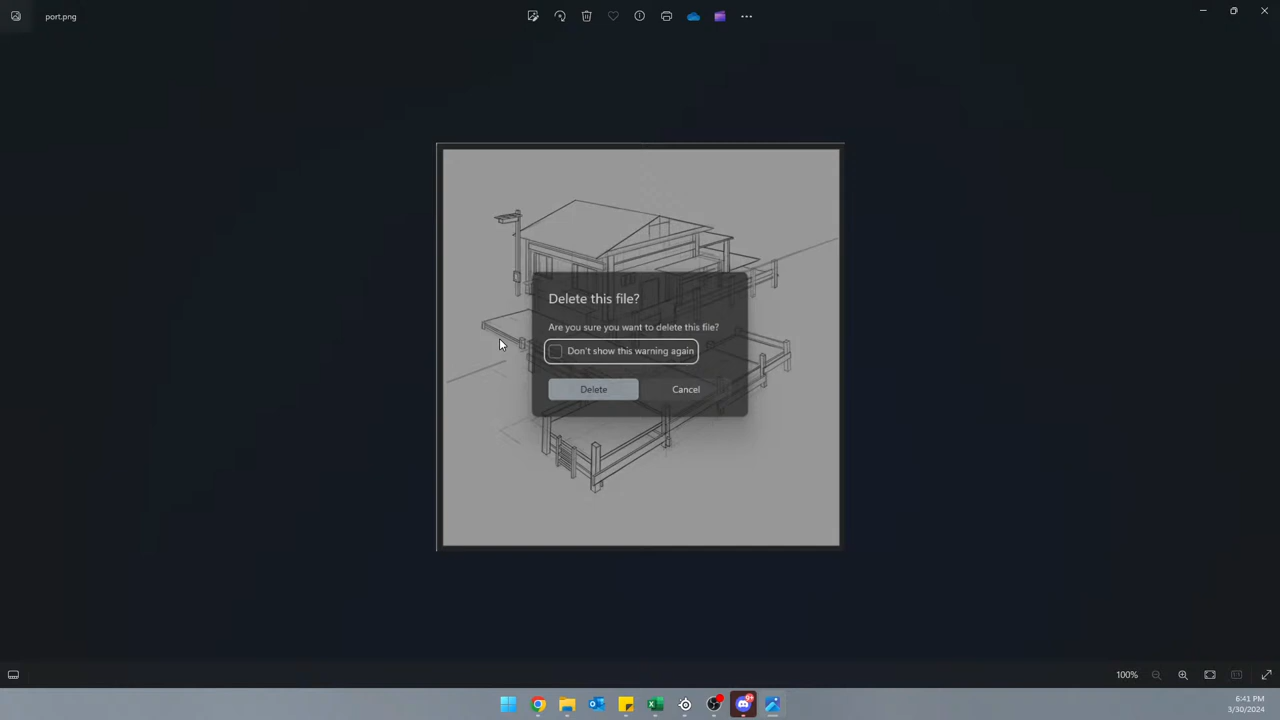 port.png
Delete this file?
Are you sure you want to delete this file?
Don't show this warning again
Delete
Cancel
100%
9+
6:41 PM
3/30/2024